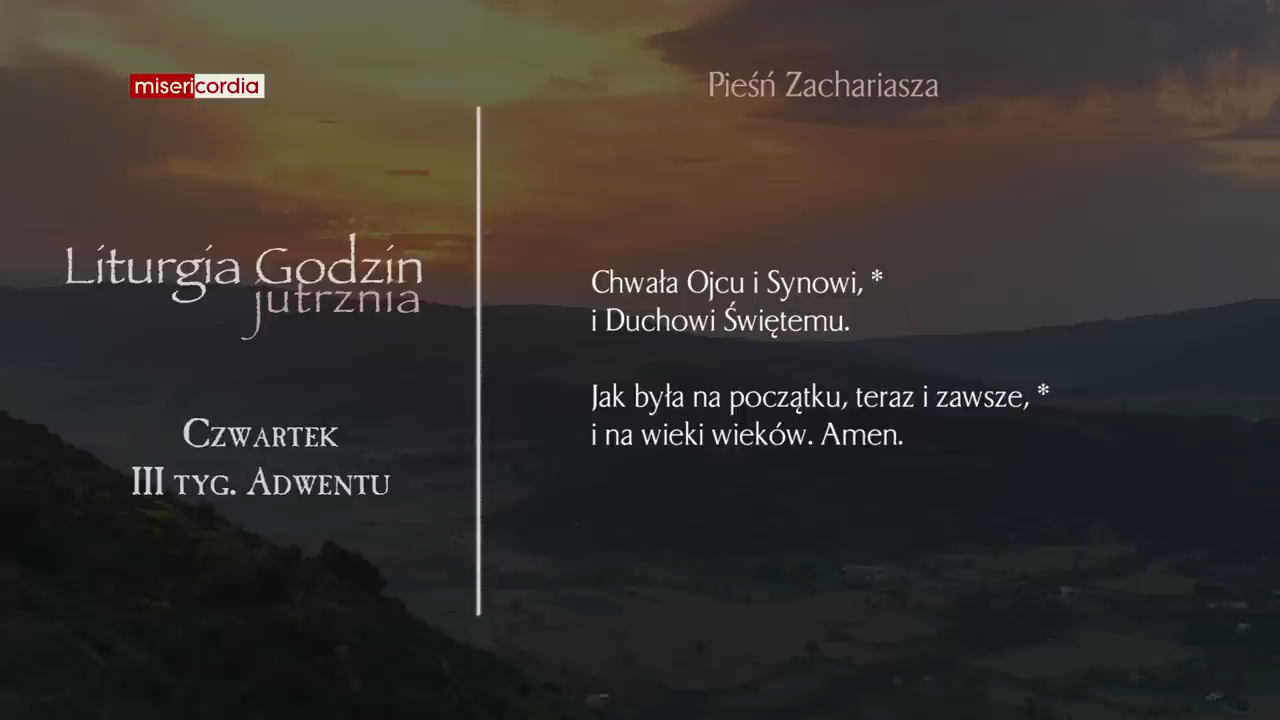 misericordia
Pieśń Zachariasza
Liturgia Godzin
jutrznia
Czwartek
III tyg. Adwentu
Chwała Ojcu i Synowi, *
i Duchowi Świętemu.
Jak była na początku, teraz i zawsze, *
i na wieki wieków. Amen.